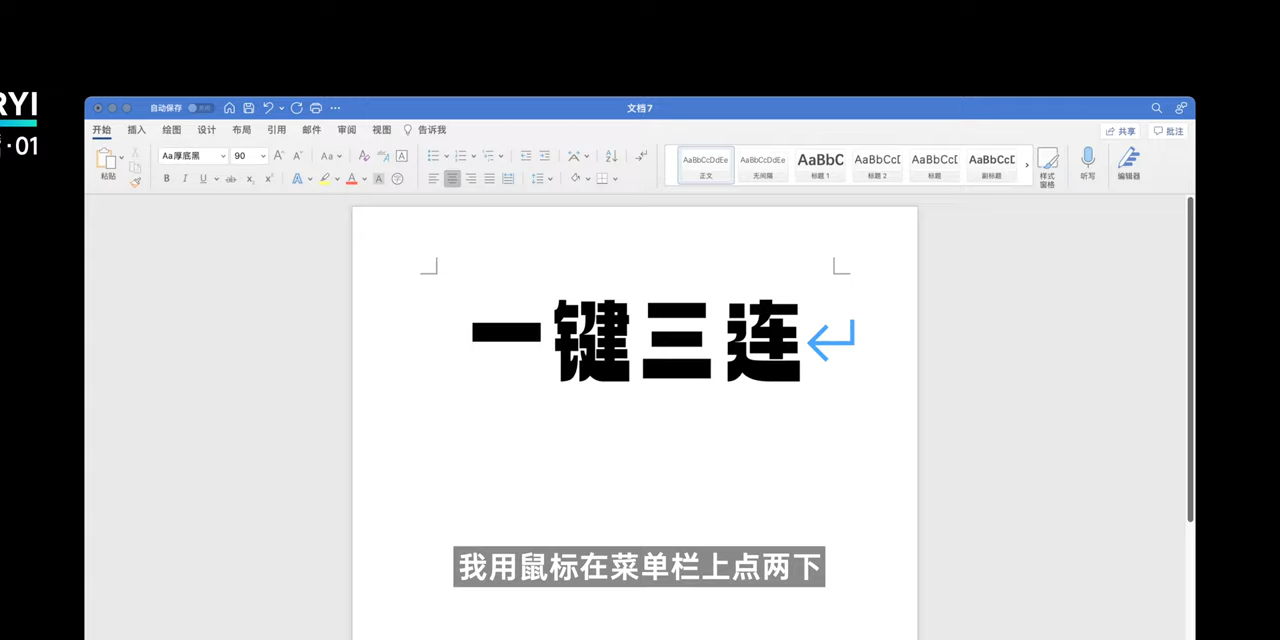 RYI
·01
自动保存 关闭
文档7
开始 插入 绘图 设计 布局 引用 邮件 审阅 视图 告诉我
共享 批注
粘贴
Aa厚底黑 90
AaBbCcDdEe AaBbCcDdEe AaBbC AaBbCcD AaBbCcD AaBbCcD
正文 无间隔 标题 1 标题 2 标题 副标题
样式窗格
听写
编辑器
一键三连
我用鼠标在菜单栏上点两下